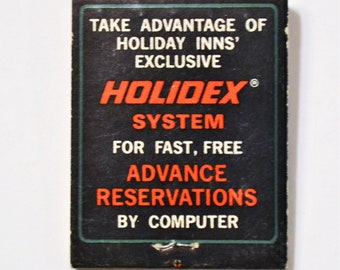 TAKE ADVANTAGE OF
HOLIDAY INNS'
EXCLUSIVE
HOLIDEX®
SYSTEM
FOR FAST, FREE
ADVANCE
RESERVATIONS
BY COMPUTER